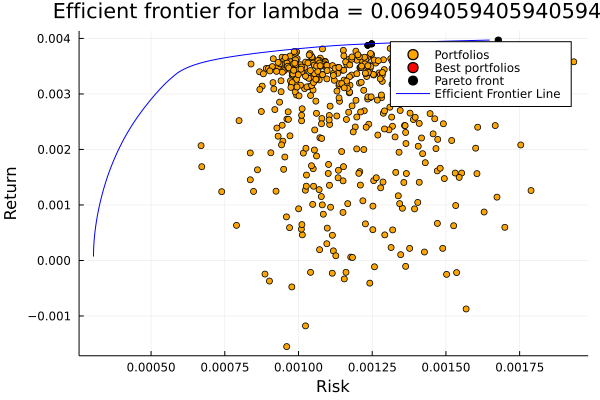 Efficient frontier for lambda = 0.0694059405940594
0.004
0.003
0.002
0.001
0.000
−0.001
Return
Portfolios
Best portfolios
Pareto front
Efficient Frontier Line
0.00050
0.00075
0.00100
0.00125
0.00150
0.00175
Risk